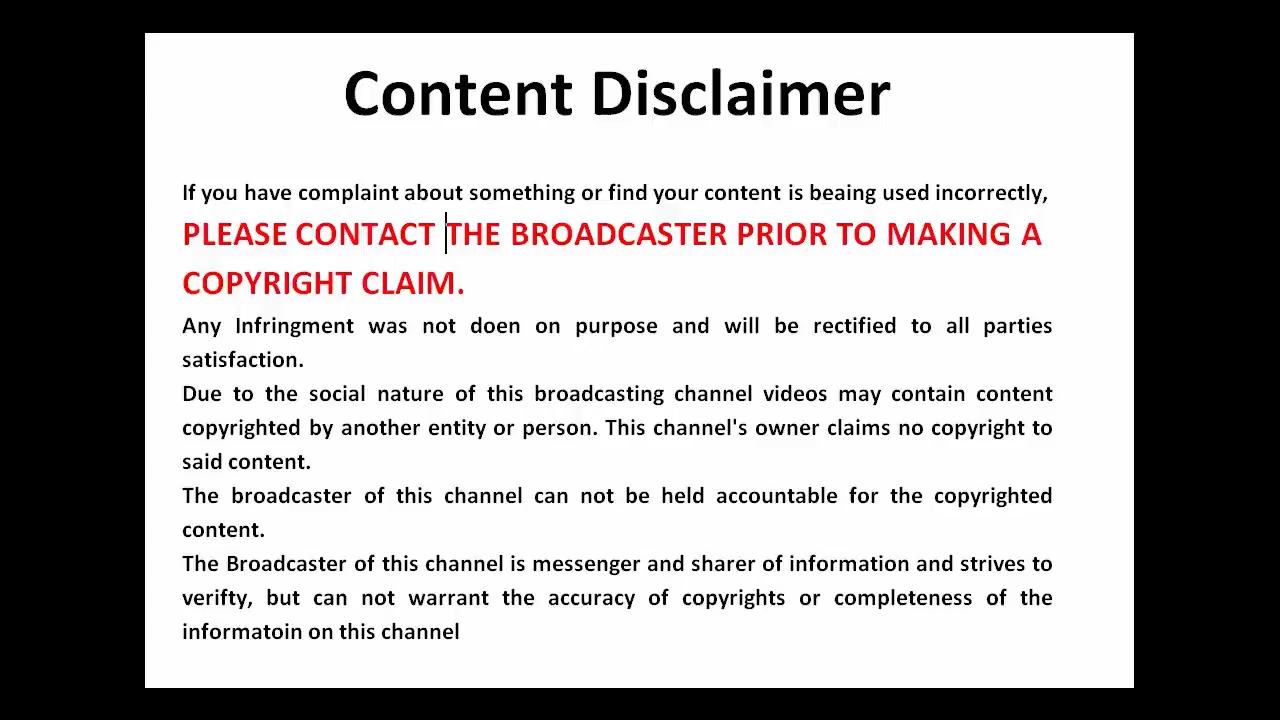 Content Disclaimer
If you have complaint about something or find your content is beaing used incorrectly,
PLEASE CONTACT THE BROADCASTER PRIOR TO MAKING A
COPYRIGHT CLAIM.
Any Infringment was not doen on purpose and will be rectified to all parties
satisfaction.
Due to the social nature of this broadcasting channel videos may contain content
copyrighted by another entity or person. This channel's owner claims no copyright to
said content.
The broadcaster of this channel can not be held accountable for the copyrighted
content.
The Broadcaster of this channel is messenger and sharer of information and strives to
verifty, but can not warrant the accuracy of copyrights or completeness of the
informatoin on this channel